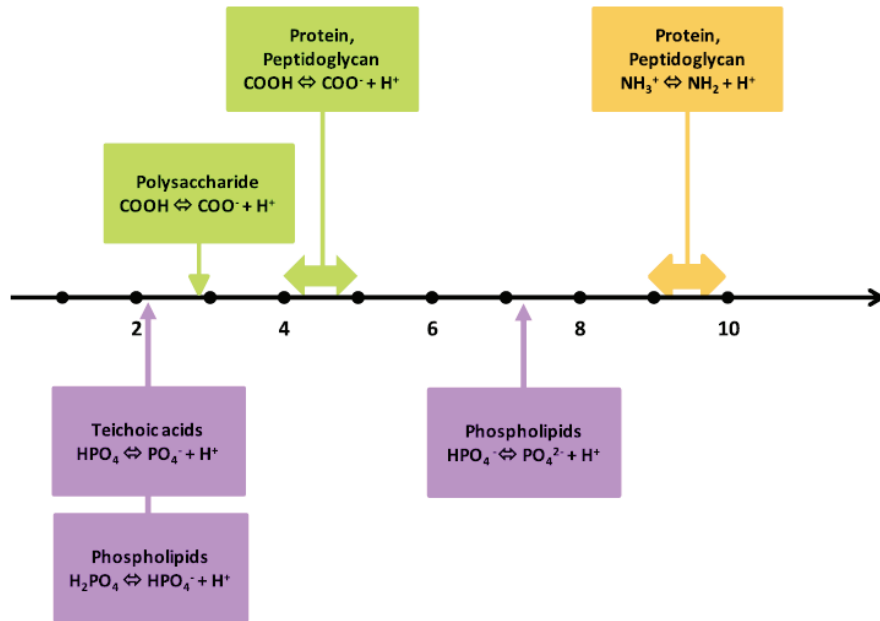 Protein,
Peptidoglycan
COOH ⇔ COO⁻ + H⁺
Protein,
Peptidoglycan
NH₃⁺ ⇔ NH₂ + H⁺
Polysaccharide
COOH ⇔ COO⁻ + H⁺
2
4
6
8
10
Teichoic acids
HPO₄ ⇔ PO₄⁻ + H⁺
Phospholipids
HPO₄⁻ ⇔ PO₄²⁻ + H⁺
Phospholipids
H₂PO₄ ⇔ HPO₄⁻ + H⁺